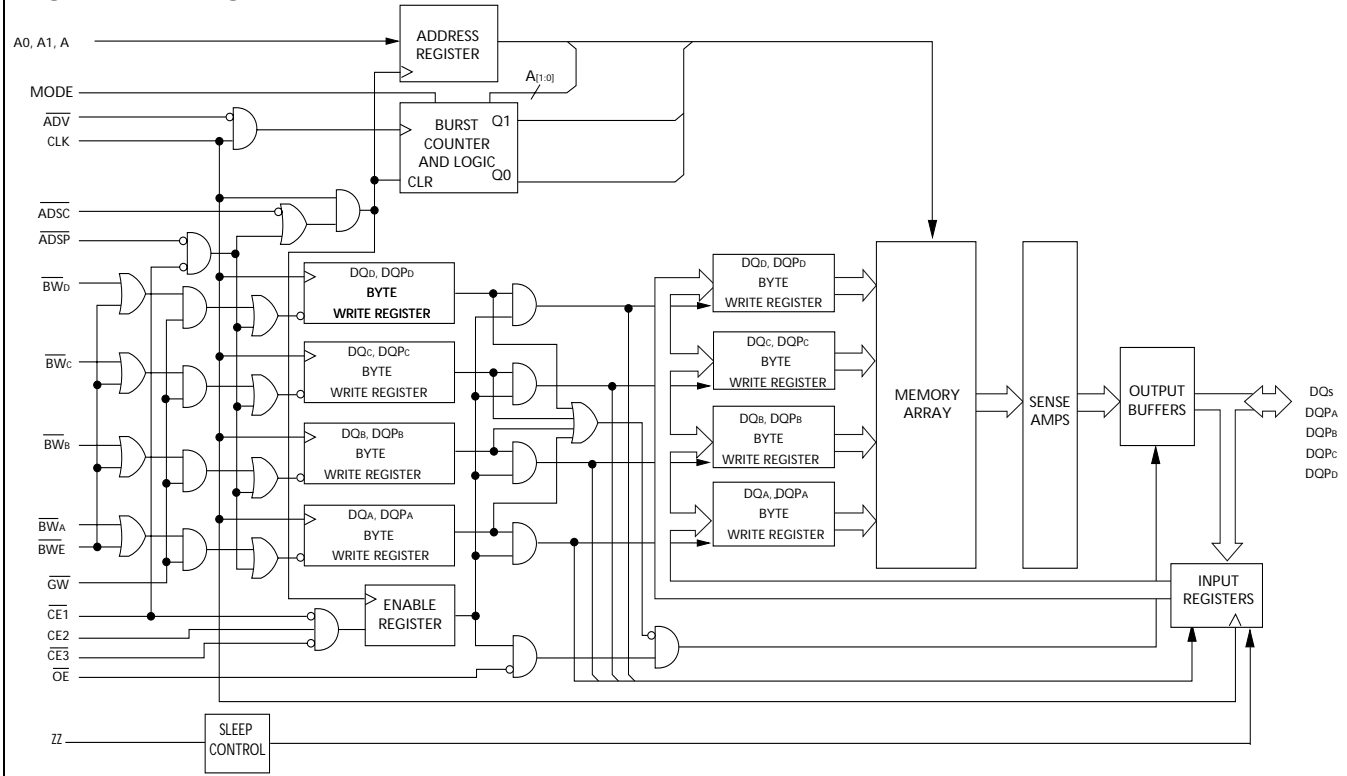 A0, A1, A
ADDRESS
REGISTER
A[1:0]
MODE
ADV
CLK
BURST
COUNTER
AND LOGIC
Q1
CLR
Q0
ADSC
ADSP
BWD
DQD, DQPD
BYTE
WRITE REGISTER
DQD, DQPD
BYTE
WRITE REGISTER
BWC
DQC, DQPC
BYTE
WRITE REGISTER
DQC, DQPC
BYTE
WRITE REGISTER
MEMORY
ARRAY
SENSE
AMPS
OUTPUT
BUFFERS
DQS
DQPA
DQPB
DQPC
DQPD
BWB
DQB, DQPB
BYTE
WRITE REGISTER
DQB, DQPB
BYTE
WRITE REGISTER
BWA
BWE
DQA, DQPA
BYTE
WRITE REGISTER
DQA, DQPA
BYTE
WRITE REGISTER
GW
CE1
CE2
CE3
OE
ENABLE
REGISTER
INPUT
REGISTERS
ZZ
SLEEP
CONTROL